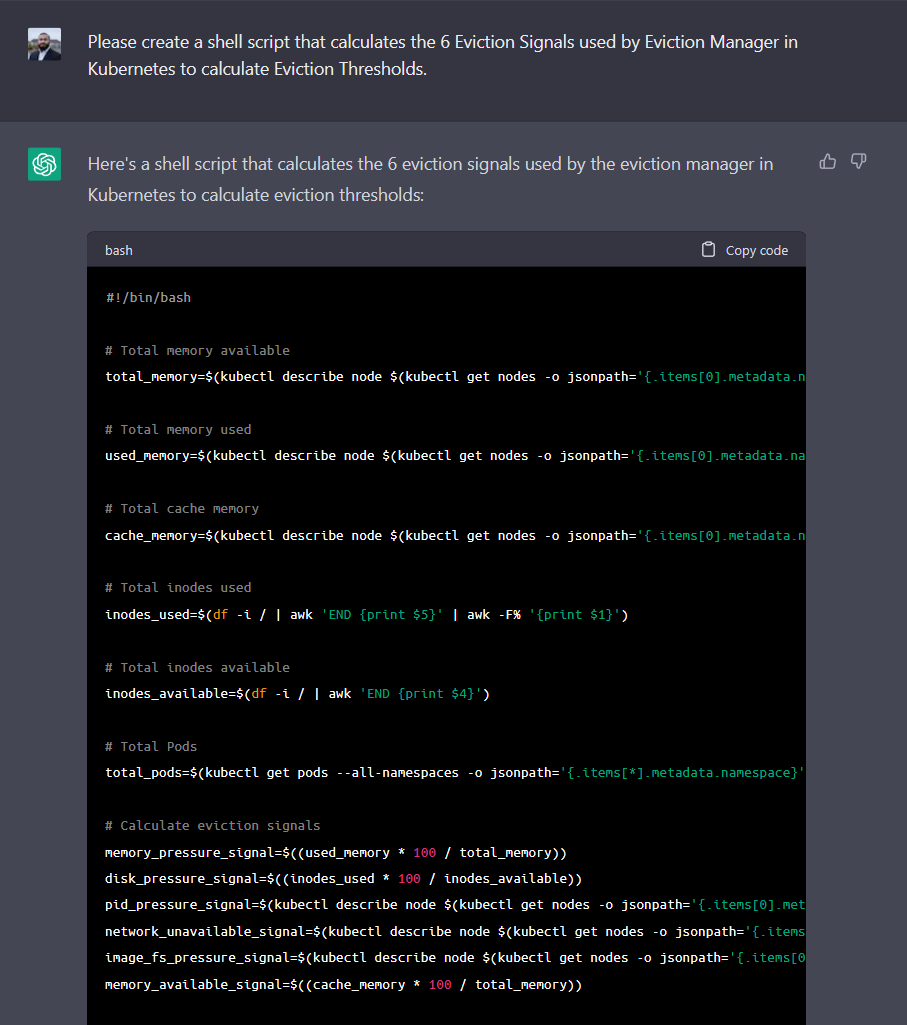 Please create a shell script that calculates the 6 Eviction Signals used by Eviction Manager in
Kubernetes to calculate Eviction Thresholds.
Here's a shell script that calculates the 6 eviction signals used by the eviction manager in
Kubernetes to calculate eviction thresholds:
bash
Copy code
#!/bin/bash
# Total memory available
total_memory=$(kubectl describe node $(kubectl get nodes -o jsonpath='{.items[0].metadata.n
# Total memory used
used_memory=$(kubectl describe node $(kubectl get nodes -o jsonpath='{.items[0].metadata.na
# Total cache memory
cache_memory=$(kubectl describe node $(kubectl get nodes -o jsonpath='{.items[0].metadata.n
# Total inodes used
inodes_used=$(df -i / | awk 'END {print $5}' | awk -F% '{print $1}')
# Total inodes available
inodes_available=$(df -i / | awk 'END {print $4}')
# Total Pods
total_pods=$(kubectl get pods --all-namespaces -o jsonpath='{.items[*].metadata.namespace}'
# Calculate eviction signals
memory_pressure_signal=$((used_memory * 100 / total_memory))
disk_pressure_signal=$((inodes_used * 100 / inodes_available))
pid_pressure_signal=$(kubectl describe node $(kubectl get nodes -o jsonpath='{.items[0].met
network_unavailable_signal=$(kubectl describe node $(kubectl get nodes -o jsonpath='{.items
image_fs_pressure_signal=$(kubectl describe node $(kubectl get nodes -o jsonpath='{.items[0
memory_available_signal=$((cache_memory * 100 / total_memory))